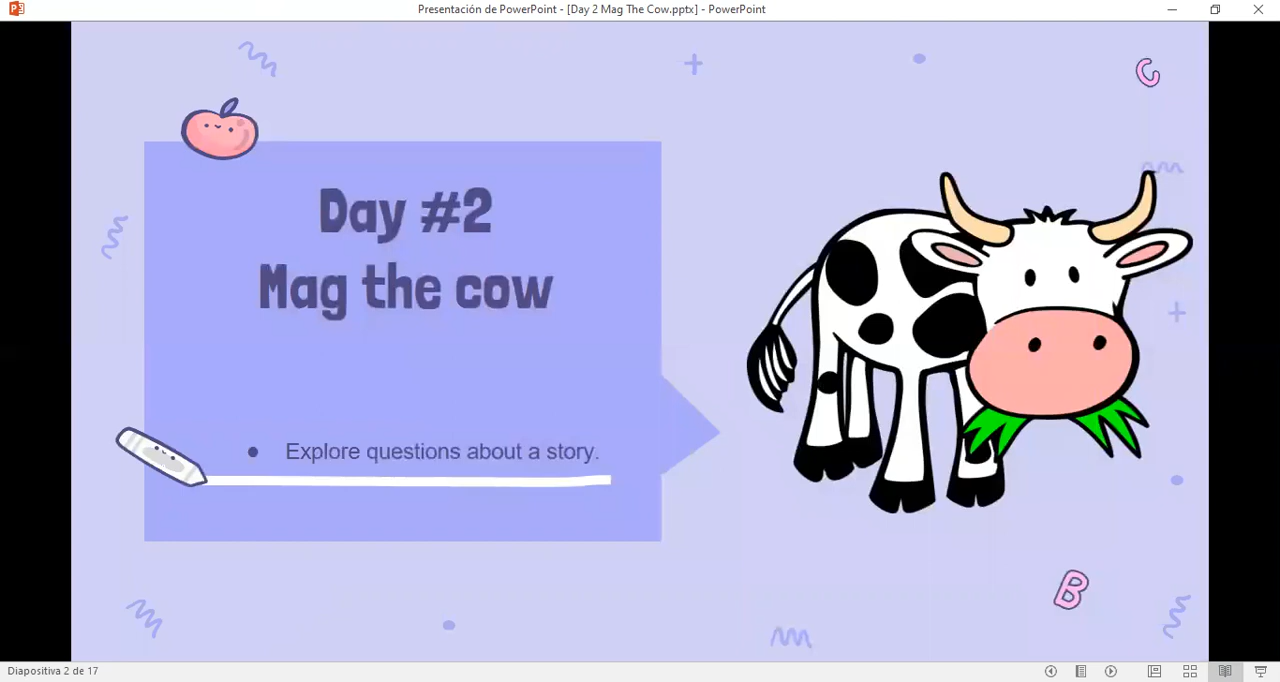 Presentación de PowerPoint - [Day 2 Mag The Cow.pptx] - PowerPoint
C
Day #2
Mag the cow
• Explore questions about a story.
B
Diapositiva 2 de 17